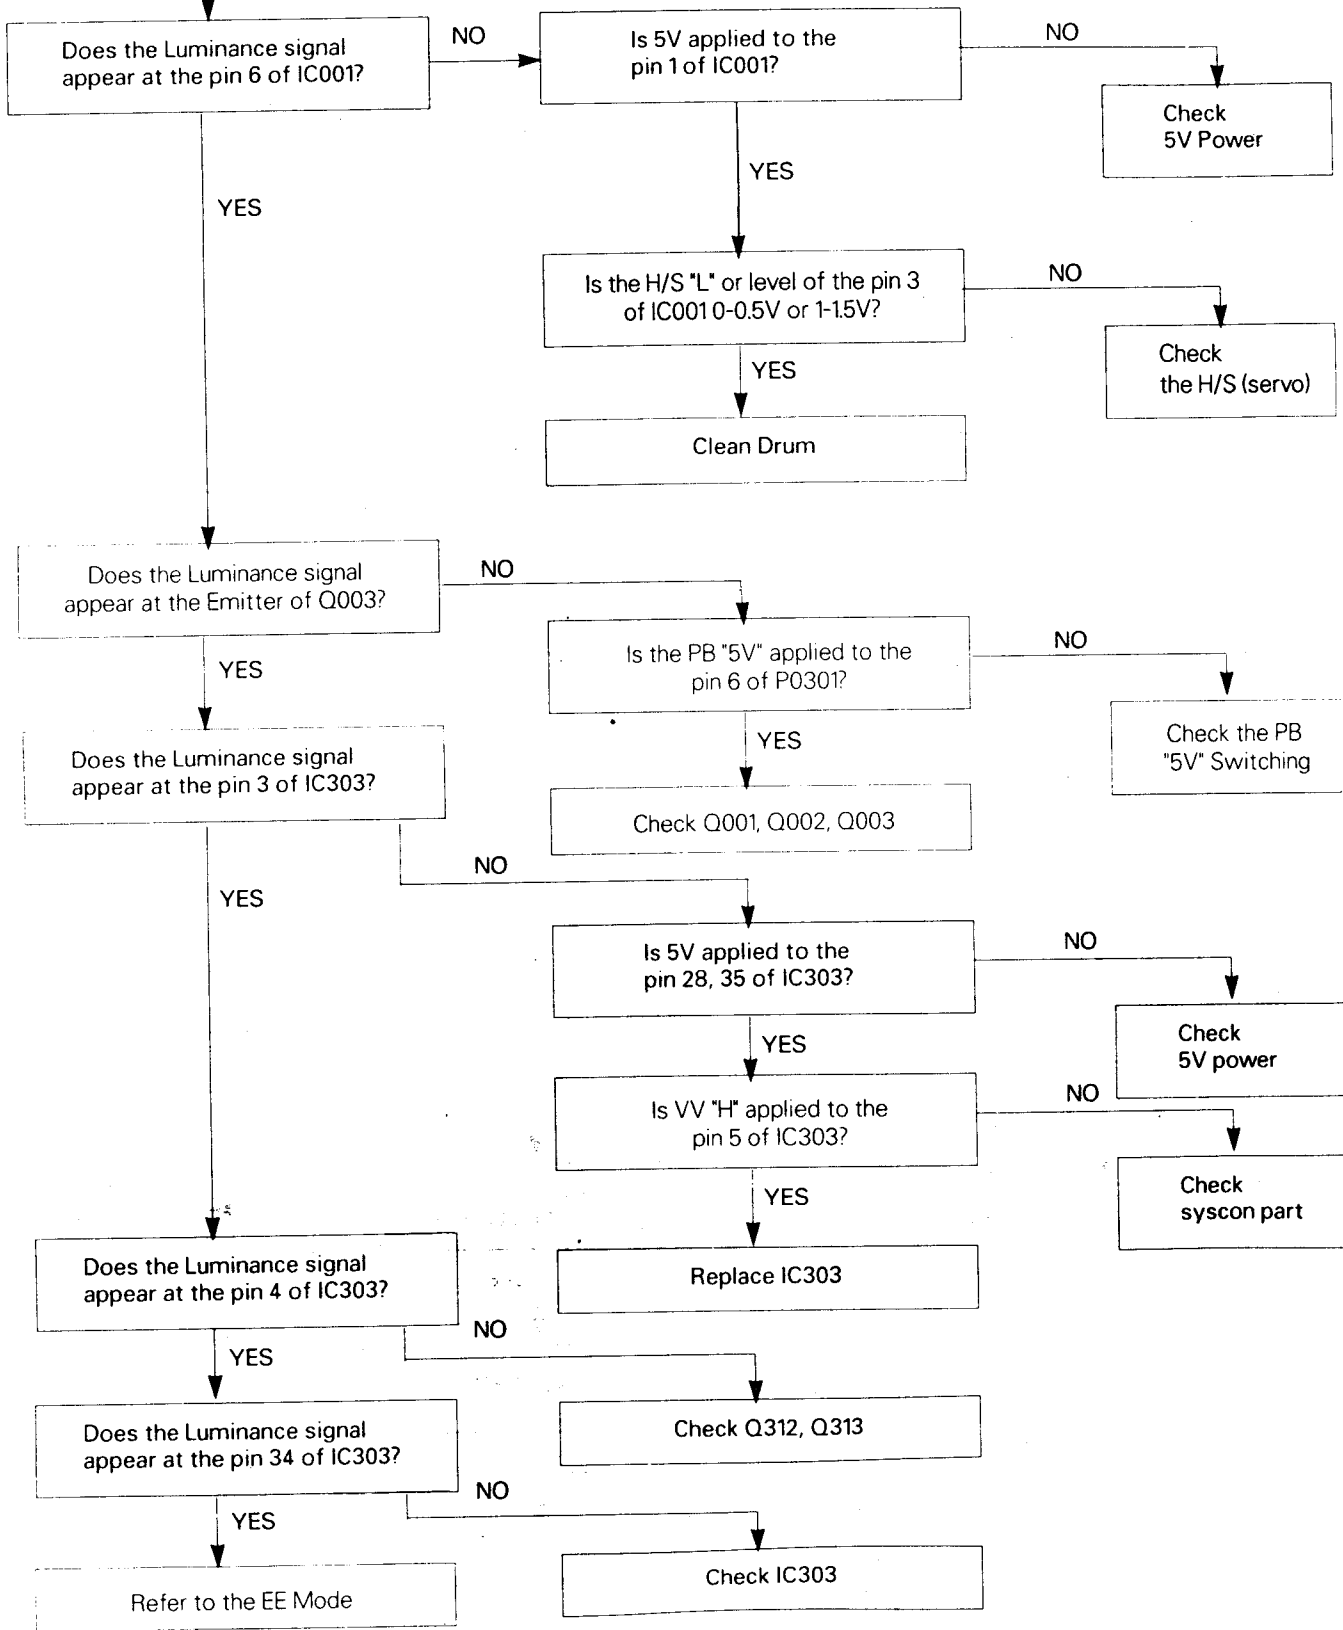 Does the Luminance signal
appear at the pin 6 of IC001?
NO
Is 5V applied to the
pin 1 of IC001?
NO
Check
5V Power
YES
YES
Is the H/S "L" or level of the pin 3
of IC001 0-0.5V or 1-1.5V?
NO
Check
the H/S (servo)
YES
Clean Drum
Does the Luminance signal
appear at the Emitter of Q003?
NO
Is the PB "5V" applied to the
pin 6 of P0301?
NO
Check the PB
"5V" Switching
YES
YES
Does the Luminance signal
appear at the pin 3 of IC303?
Check Q001, Q002, Q003
NO
YES
Is 5V applied to the
pin 28, 35 of IC303?
NO
Check
5V power
YES
Is VV "H" applied to the
pin 5 of IC303?
NO
Check
syscon part
YES
Replace IC303
Does the Luminance signal
appear at the pin 4 of IC303?
NO
YES
Check Q312, Q313
Does the Luminance signal
appear at the pin 34 of IC303?
NO
YES
Check IC303
Refer to the EE Mode